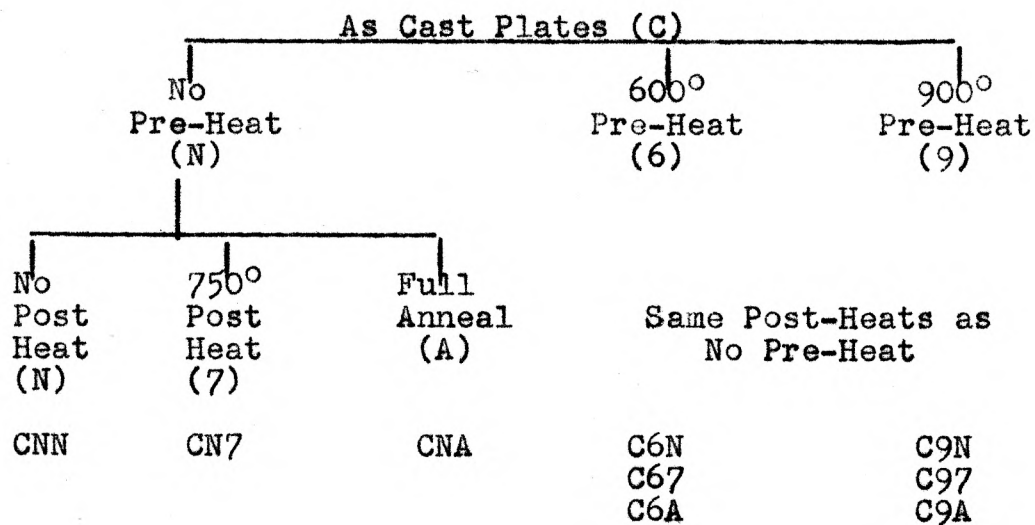 As Cast Plates (C)
No 600° 900°
Pre-Heat Pre-Heat Pre-Heat
(N) (6) (9)
No 750° Full
Post Post Anneal Same Post-Heats as
Heat Heat (A) No Pre-Heat
(N) (7)
CNN CN7 CNA C6N C9N
C67 C97
C6A C9A